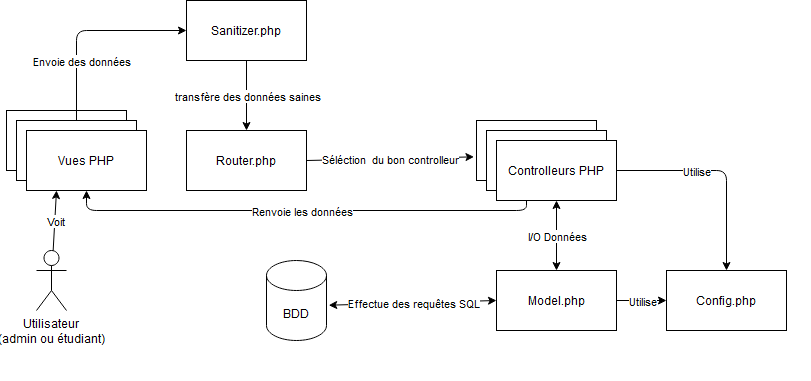 Sanitizer.php
Envoie des données
transfère des données saines
Vues PHP
Router.php
Séléction du bon controlleur
Controlleurs PHP
Utilise
Renvoie les données
Voit
I/O Données
BDD
Effectue des requêtes SQL
Model.php
Utilise
Config.php
Utilisateur
(admin ou étudiant)